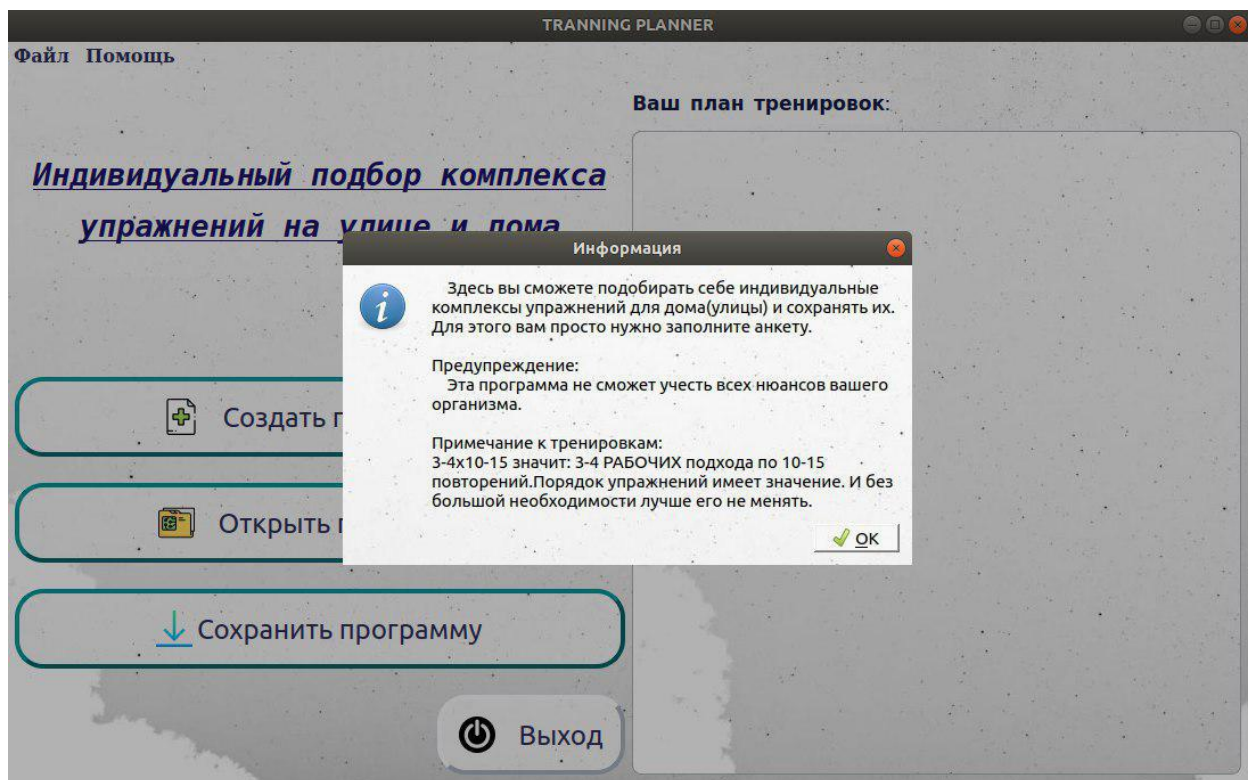 TRANNING PLANNER
Файл Помощь
Ваш план тренировок:
Индивидуальный подбор комплекса
упражнений на улице и дома
Информация
Здесь вы сможете подобирать себе индивидуальные
комплексы упражнений для дома(улицы) и сохранять их.
Для этого вам просто нужно заполните анкету.
Предупреждение:
Эта программа не сможет учесть всех нюансов вашего
организма.
Примечание к тренировкам:
3-4х10-15 значит: 3-4 РАБОЧИХ подхода по 10-15
повторений.Порядок упражнений имеет значение. И без
большой необходимости лучше его не менять.
OK
Создать
Открыть
Сохранить программу
Выход